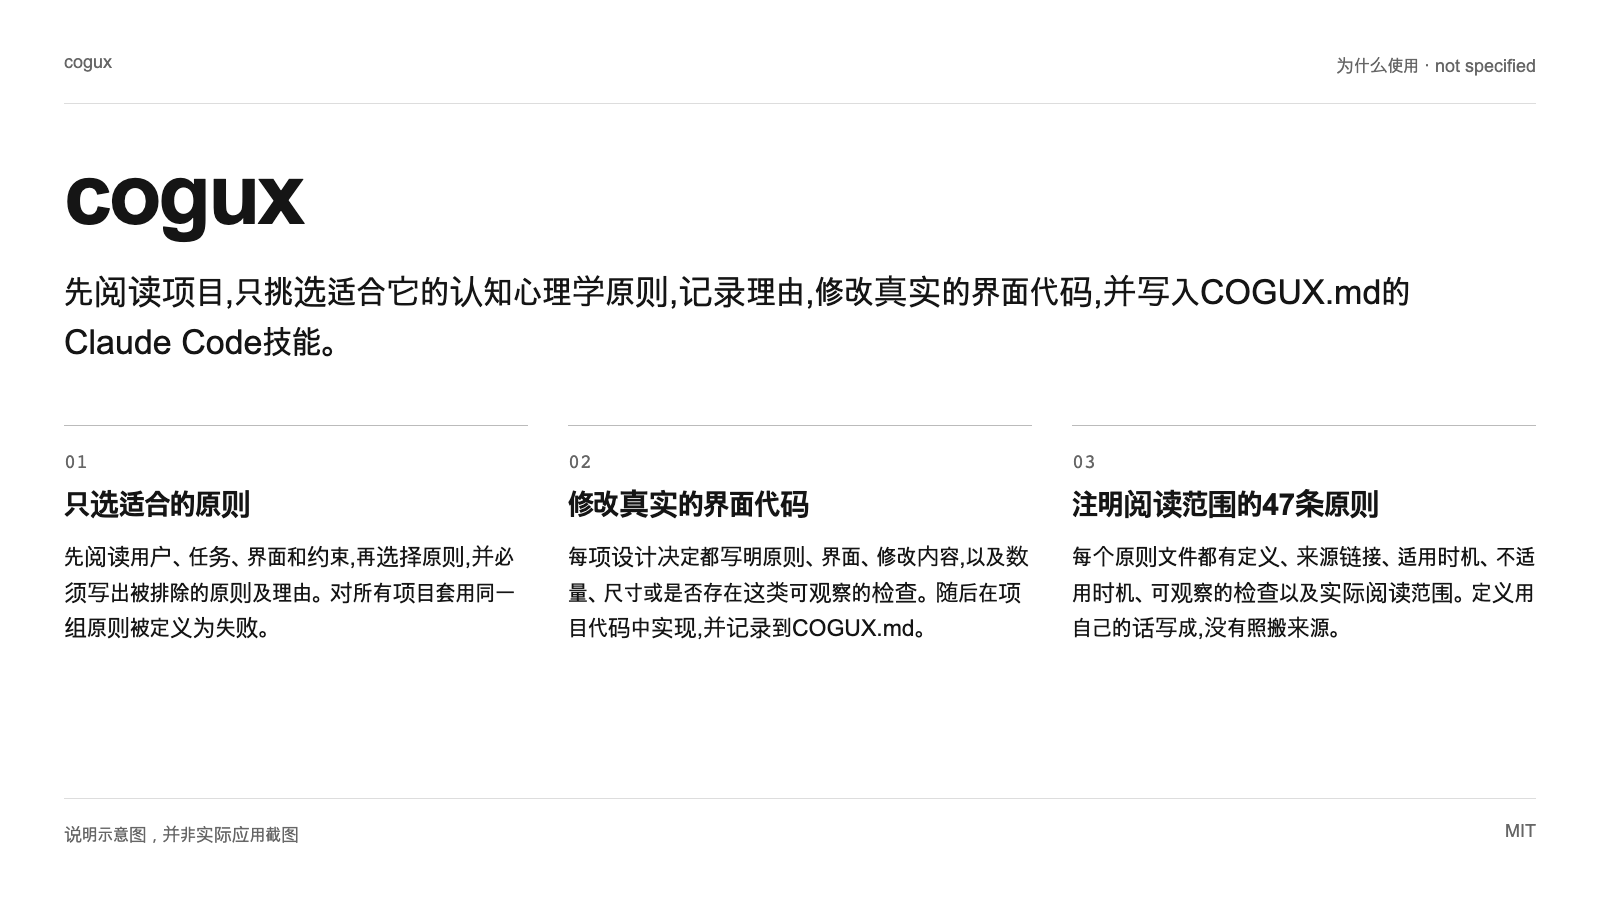 cogux
为什么使用 · not specified
cogux
先阅读项目,只挑选适合它的认知心理学原则,记录理由,修改真实的界面代码,并写入COGUX.md的
Claude Code技能。
01
只选适合的原则
先阅读用户、任务、界面和约束,再选择原则,并必
须写出被排除的原则及理由。对所有项目套用同一
组原则被定义为失败。
02
修改真实的界面代码
每项设计决定都写明原则、界面、修改内容,以及数
量、尺寸或是否存在这类可观察的检查。随后在项
目代码中实现,并记录到COGUX.md。
03
注明阅读范围的47条原则
每个原则文件都有定义、来源链接、适用时机、不适
用时机、可观察的检查以及实际阅读范围。定义用
自己的话写成,没有照搬来源。
说明示意图，并非实际应用截图
MIT